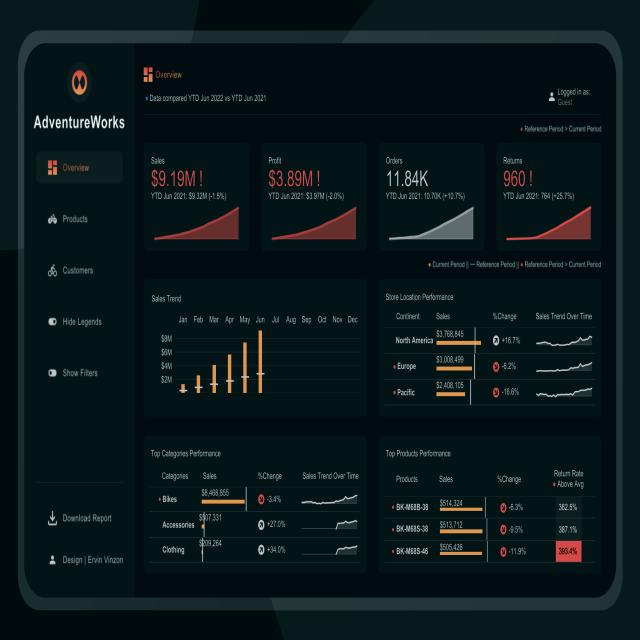 AdventureWorks
Overview
Products
Customers
Hide Legends
Show Filters
Download Report
Design | Ervin Vinzon
Overview
Data compared YTD Jun 2022 vs YTD Jun 2021
Logged in as:
Guest
Reference Period > Current Period
Sales
$9.19M !
YTD Jun 2021: $9.32M (-1.5%)
Profit
$3.89M !
YTD Jun 2021: $3.97M (-2.0%)
Orders
11.84K
YTD Jun 2021: 10.70K (+10.7%)
Returns
960 !
YTD Jun 2021: 764 (+25.7%)
Current Period || — Reference Period || Reference Period > Current Period
Sales Trend
Jan Feb Mar Apr May Jun Jul Aug Sep Oct Nov Dec
$8M
$6M
$4M
$2M
Store Location Performance
Continent Sales %Change Sales Trend Over Time
North America $3,768,845 +16.7%
Europe $3,008,499 -6.2%
Pacific $2,408,105 -16.6%
Top Categories Performance
Categories Sales %Change Sales Trend Over Time
Bikes $8,468,855 -3.4%
Accessories +27.0%
Clothing $209,264 +34.0%
Top Products Performance
Return Rate
Products Sales %Change Above Avg
BK-M68B-38 $514,324 -6.3% 382.5%
BK-M68S-38 $513,712 -9.5% 387.1%
BK-M68S-46 $505,426 -11.9% 393.4%